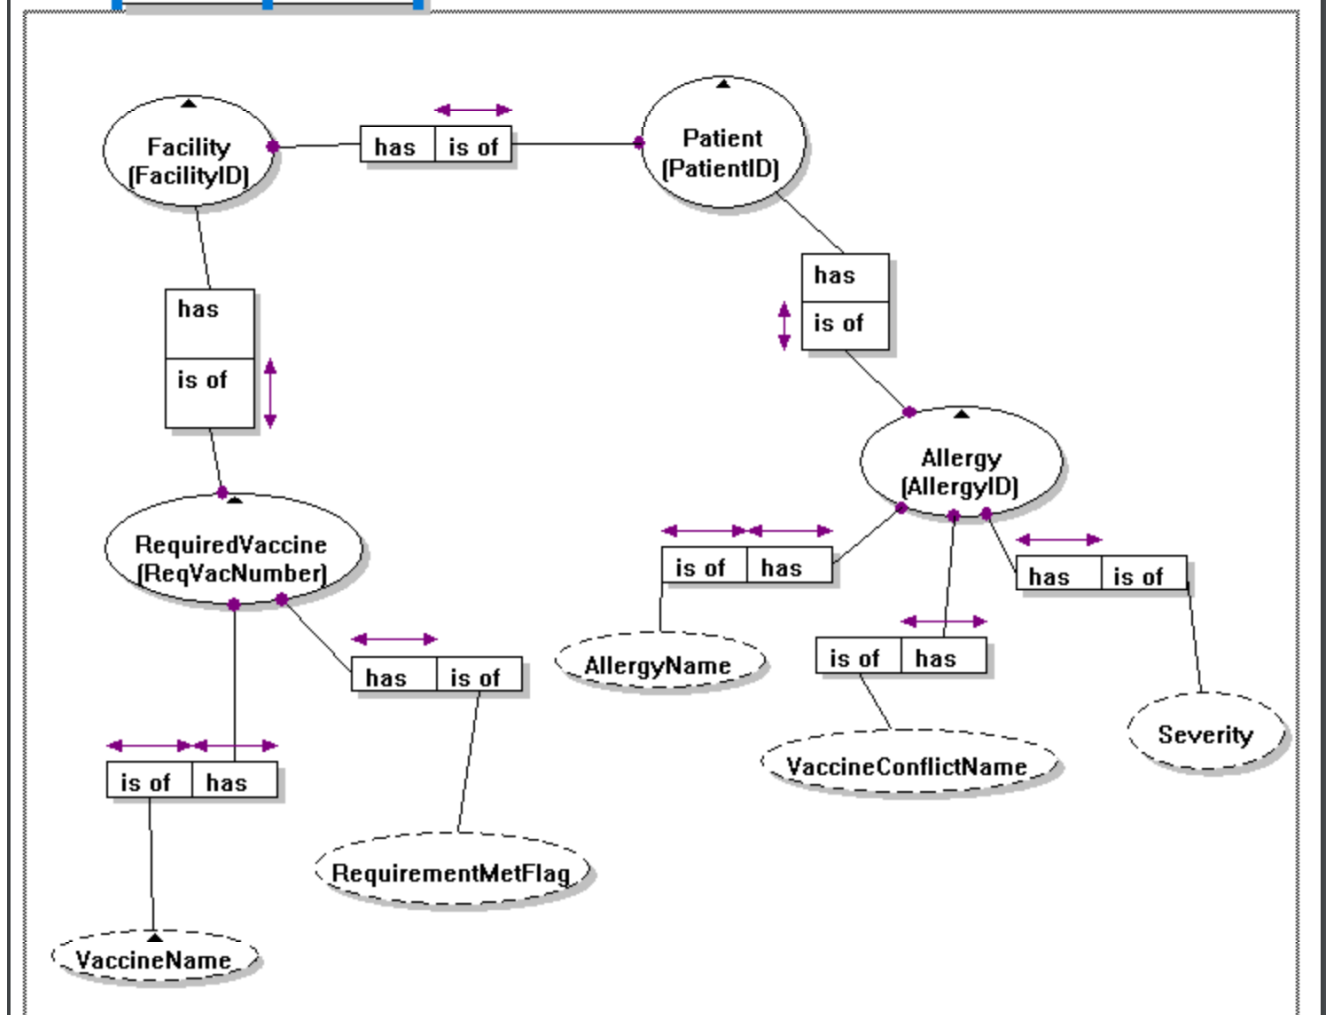 Facility
(FacilityID)
has
is of
Patient
(PatientID)
has
is of
has
is of
Allergy
(AllergyID)
RequiredVaccine
(ReqVacNumber)
is of
has
has
is of
is of
has
has
is of
AllergyName
VaccineConflictName
Severity
is of
has
RequirementMetFlag
VaccineName